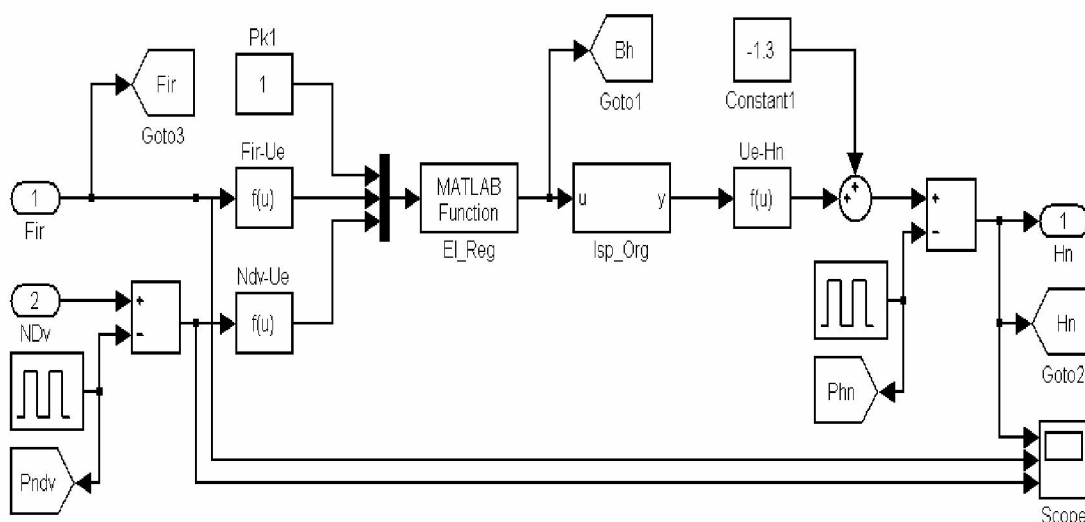 Pk1
Fir
Goto3
1
Bh
Goto1
-1.3
Constant1
Fir-Ue
f(u)
MATLAB
Function
El_Reg
u
y
Isp_Org
Ue-Hn
f(u)
+
+
+
-
1
Fir
1
Hn
2
NDv
+
-
Ndv-Ue
f(u)
Hn
Goto2
Phn
Pndv
Scope